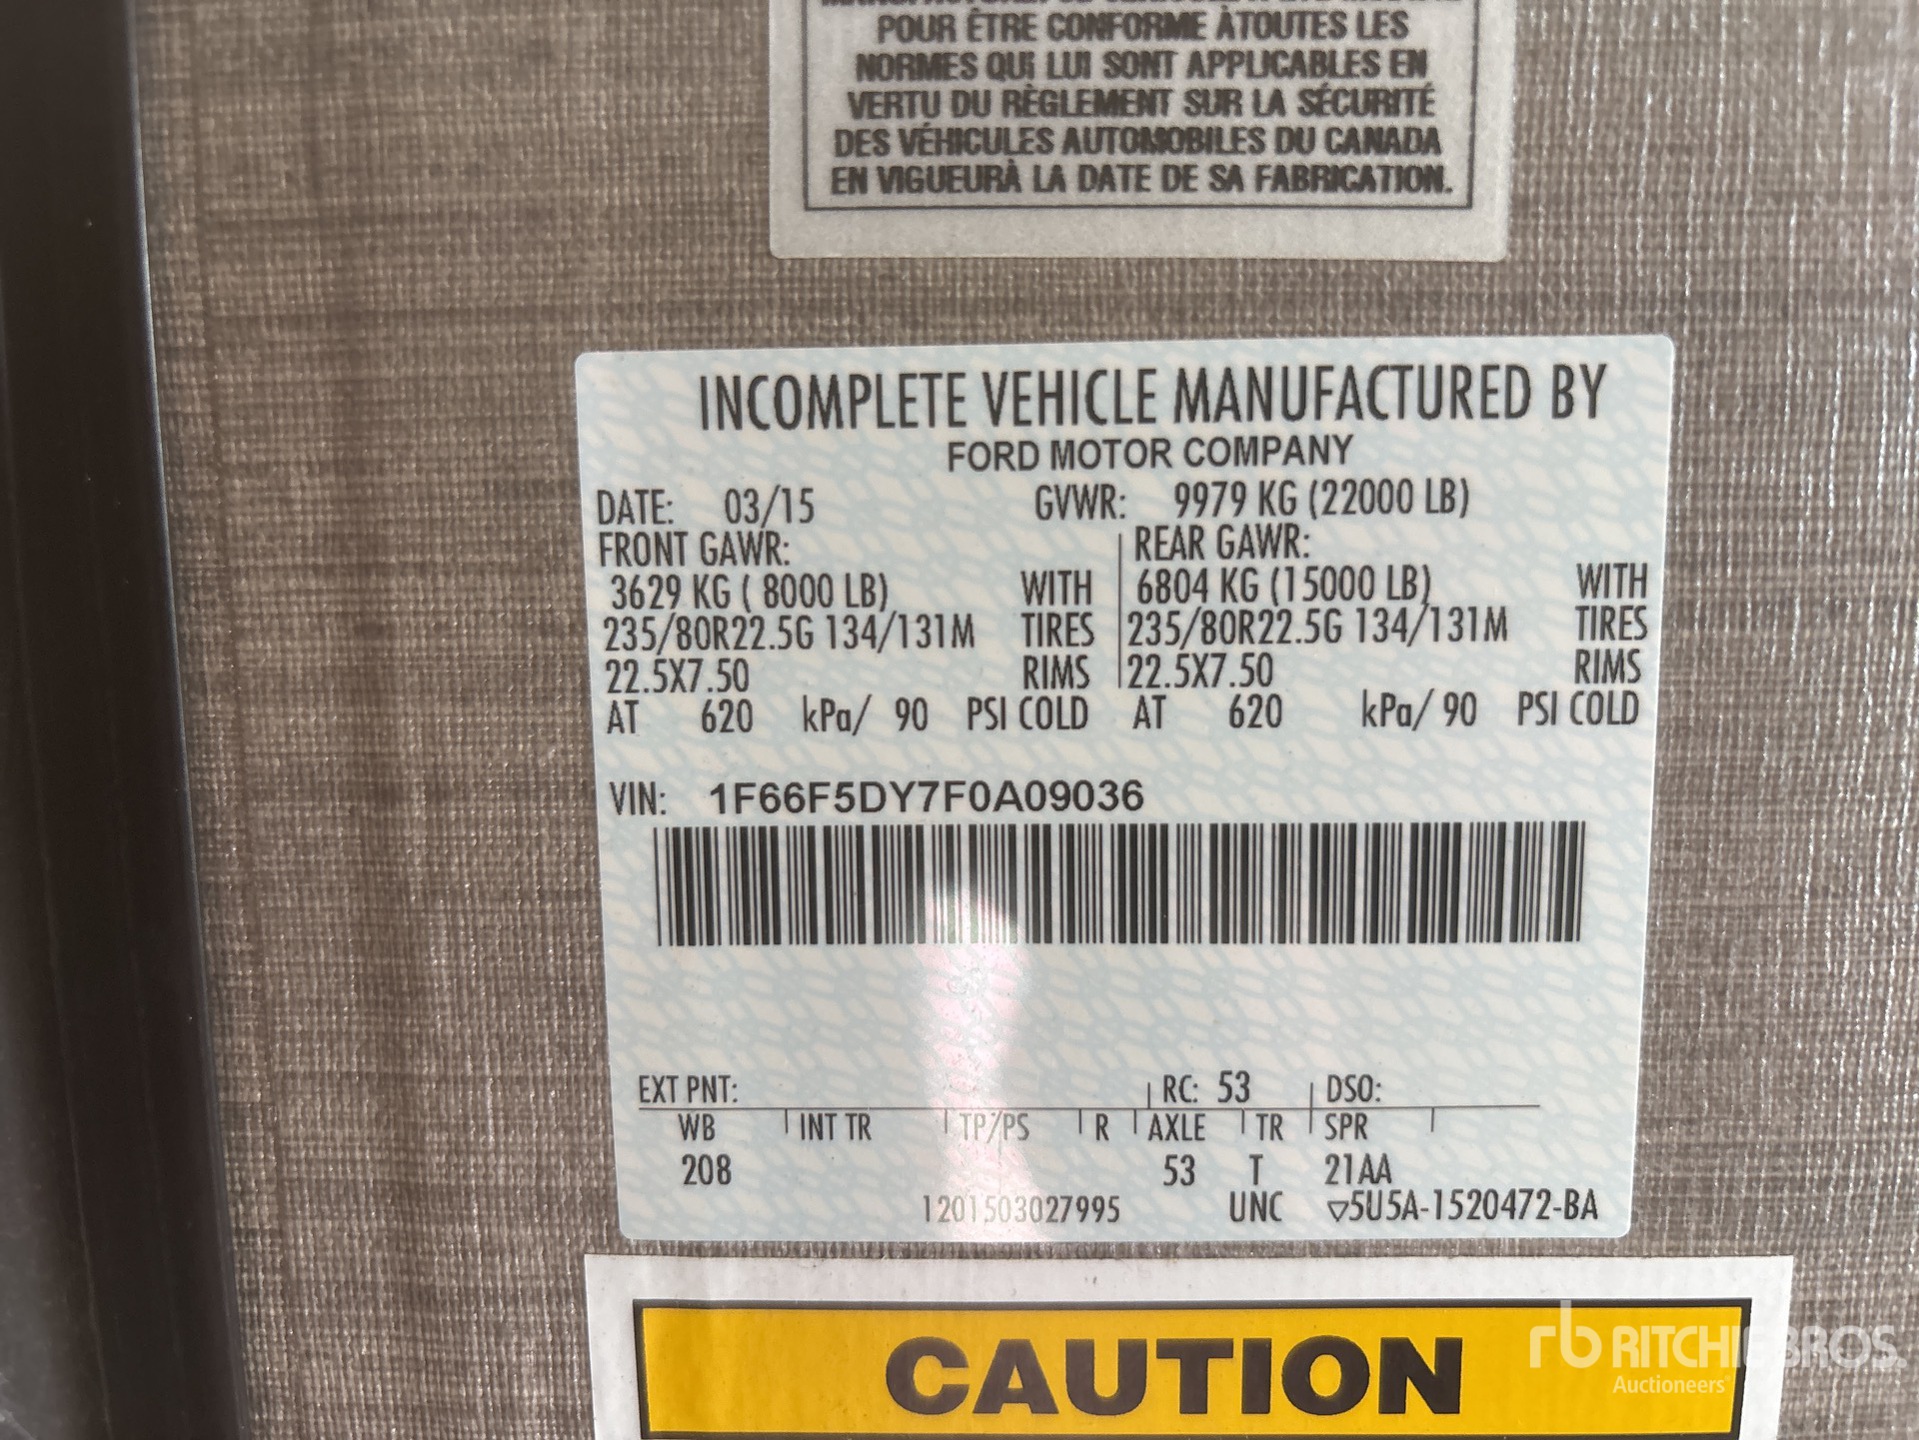 POUR ÊTRE CONFORME ÀTOUTES LES
NORMES QUI LUI SONT APPLICABLES EN
VERTU DU RÈGLEMENT SUR LA SÉCURITÉ
DES VÉHICULES AUTOMOBILES DU CANADA
EN VIGUEURÀ LA DATE DE SA FABRICATION.
INCOMPLETE VEHICLE MANUFACTURED BY
FORD MOTOR COMPANY
DATE: 03/15 GVWR: 9979 KG (22000 LB)
FRONT GAWR: REAR GAWR:
3629 KG ( 8000 LB) WITH 6804 KG (15000 LB) WITH
235/80R22.5G 134/131M TIRES 235/80R22.5G 134/131M TIRES
22.5X7.50 RIMS 22.5X7.50 RIMS
AT 620 kPa/ 90 PSI COLD AT 620 kPa/ 90 PSI COLD
VIN: 1F66F5DY7F0A09036
EXT PNT: RC: 53 DSO:
WB INT TR TP/PS R AXLE TR SPR
208 53 T 21AA
1201503027995 UNC ▽5U5A-1520472-BA
CAUTION
rb RITCHIE BROS.
Auctioneers